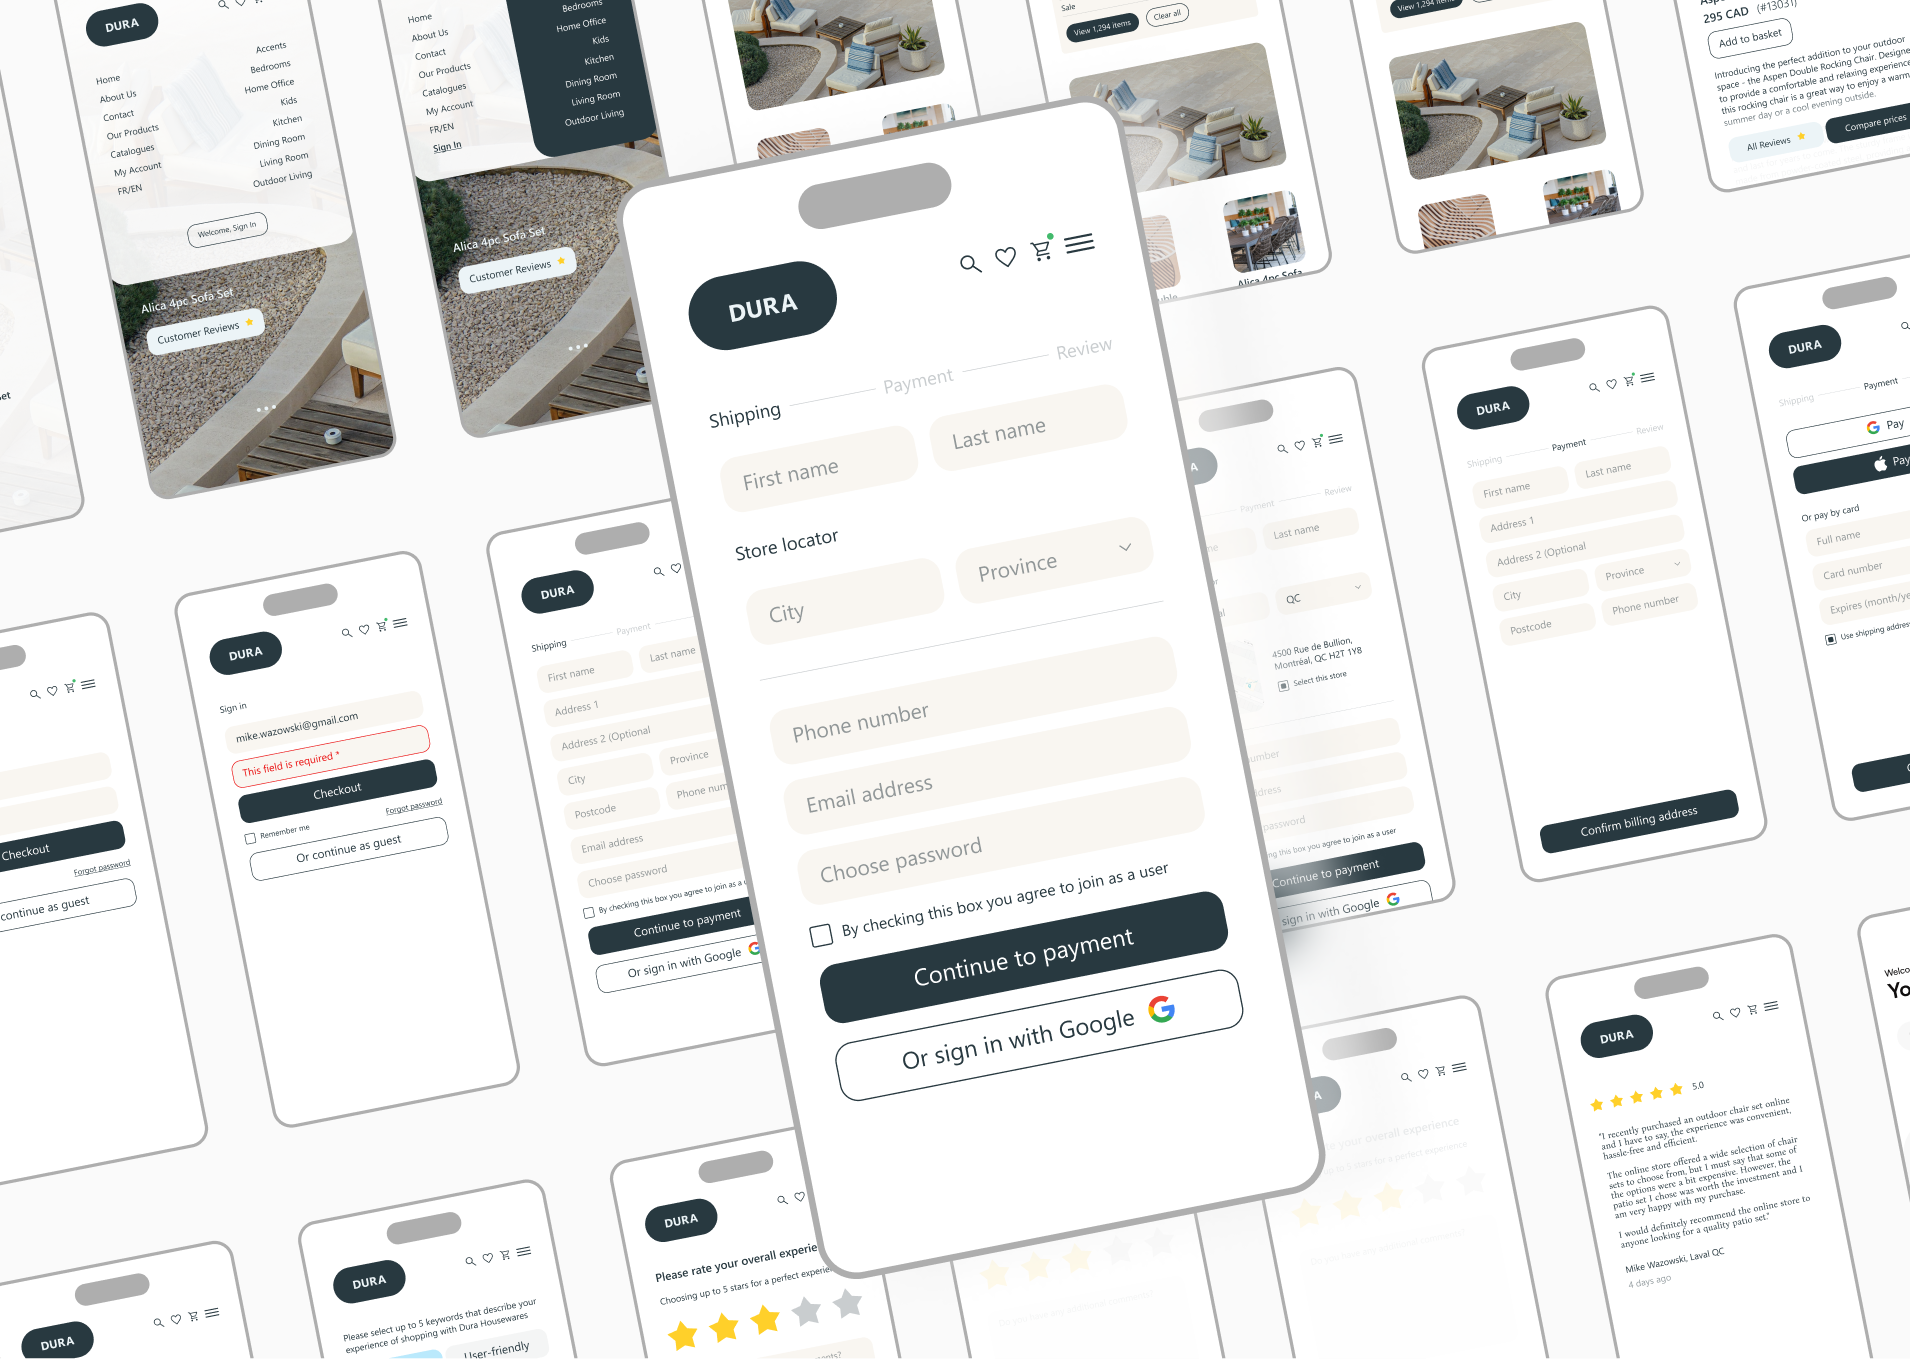 DURA
Home
About Us
Contact
Our Products
Catalogues
My Account
FR/EN
Accents
Bedrooms
Home Office
Kids
Kitchen
Dining Room
Living Room
Outdoor Living
Welcome, Sign In
Alica 4pc Sofa Set
Customer Reviews
Home
About Us
Contact
Our Products
Catalogues
My Account
FR/EN
Sign In
Bedrooms
Home Office
Kids
Kitchen
Dining Room
Living Room
Outdoor Living
Alica 4pc Sofa Set
Customer Reviews
Sale
View 1,294 items
Clear all
Alica 4pc Sofa
View 1,294 items
295 CAD (#13031)
Add to basket
Introducing the perfect addition to your outdoor
space - the Aspen Double Rocking Chair. Designe
to provide a comfortable and relaxing experience
this rocking chair is a great way to enjoy a warm
summer day or a cool evening outside.
All Reviews
Compare prices
DURA
Shipping
Payment
Review
First name
Last name
Store locator
City
Province
Phone number
Email address
Choose password
By checking this box you agree to join as a user
Continue to payment
Or sign in with Google
Checkout
Forgot password
continue as guest
DURA
Sign in
mike.wazowski@gmail.com
This field is required *
Checkout
Remember me
Forgot password
Or continue as guest
DURA
Shipping
Payment
First name
Last name
Address 1
Address 2 (Optional
City
Province
Postcode
Phone num
Email address
Choose password
By checking this box you agree to join as a u
Continue to payment
Or sign in with Google
A
Payment
Review
Last name
QC
4500 Rue de Bullion,
Montréal, QC H2T 1Y8
Select this store
number
password
ng this box you agree to join as a user
Continue to payment
sign in with Google
DURA
Shipping
Payment
Review
First name
Last name
Address 1
Address 2 (Optional
City
Province
Postcode
Phone number
Confirm billing address
DURA
Shipping
Payment
Pay
Pay
Or pay by card
Full name
Card number
Expires (month/ye
Use shipping addres
DURA
DURA
Please select up to 5 keywords that describe your
experience of shopping with Dura Housewares
User-friendly
DURA
Please rate your overall experie
Choosing up to 5 stars for a perfect experie
A
te your overall experience
up to 5 stars for a perfect experience
DURA
5.0
"I recently purchased an outdoor chair set online
and I have to say, the experience was convenient,
hassle-free and efficient.
The online store offered a wide selection of chair
sets to choose from, but I must say that some of
the options were a bit expensive. However, the
patio set I chose was worth the investment and I
am very happy with my purchase.
I would definitely recommend the online store to
anyone looking for a quality patio set."
Mike Wazowski, Laval QC
4 days ago
Welco
Yo